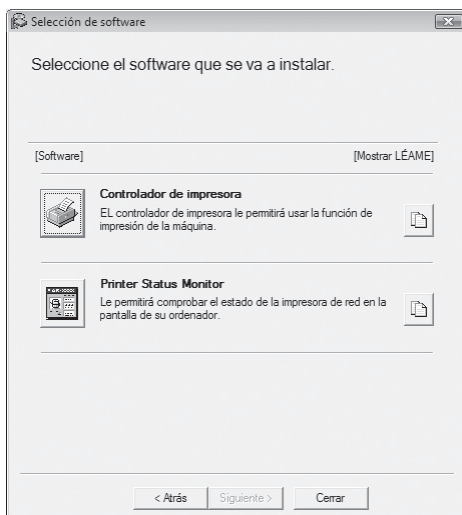 Selección de software
Seleccione el software que se va a instalar.
[Software] [Mostrar LÉAME]
Controlador de impresora
EL controlador de impresora le permitirá usar la función de
impresión de la máquina.
Printer Status Monitor
Le permitirá comprobar el estado de la impresora de red en la
pantalla de su ordenador.
< Atrás Siguiente > Cerrar